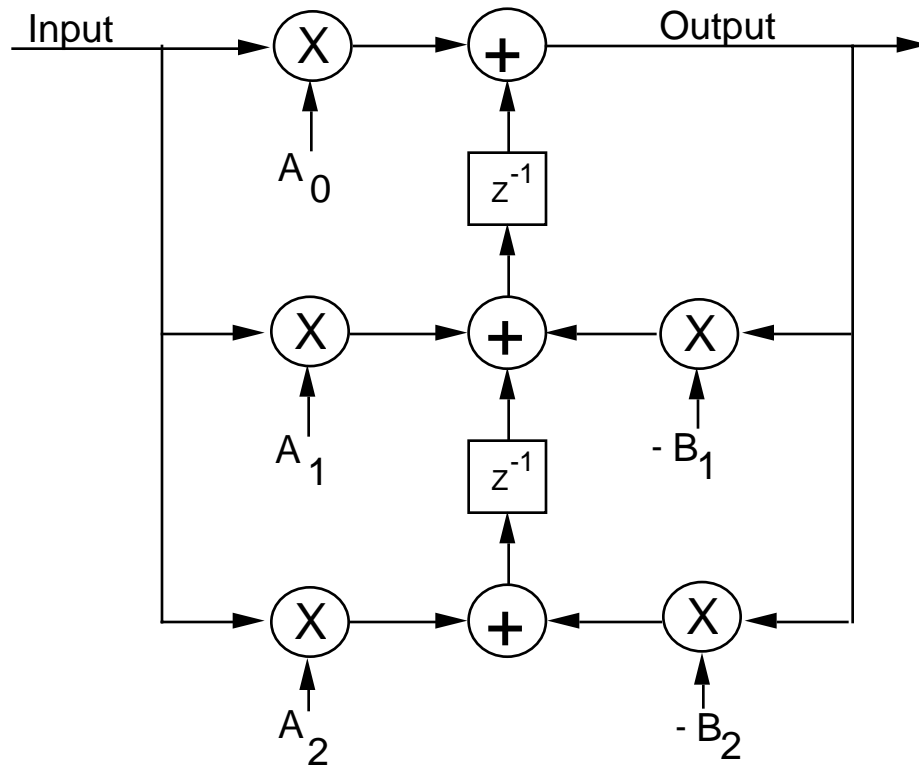 Input
Output
X
+
A0
z-1
X
+
X
A1
- B1
z-1
X
+
X
A2
- B2